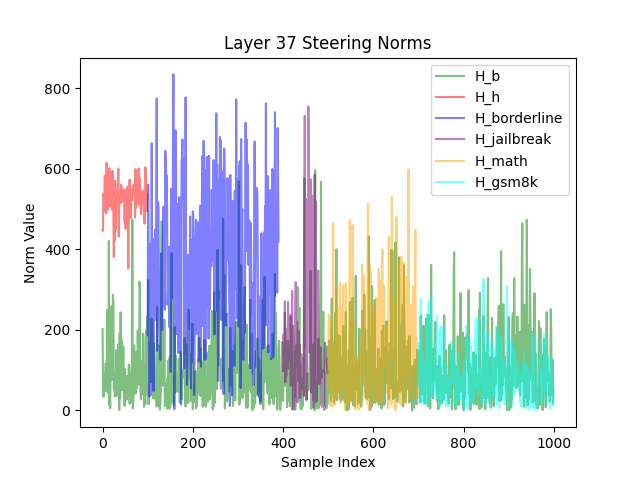 Layer 37 Steering Norms
Norm Value
800
600
400
200
0
0
200
400
600
800
1000
Sample Index
H_b
H_h
H_borderline
H_jailbreak
H_math
H_gsm8k